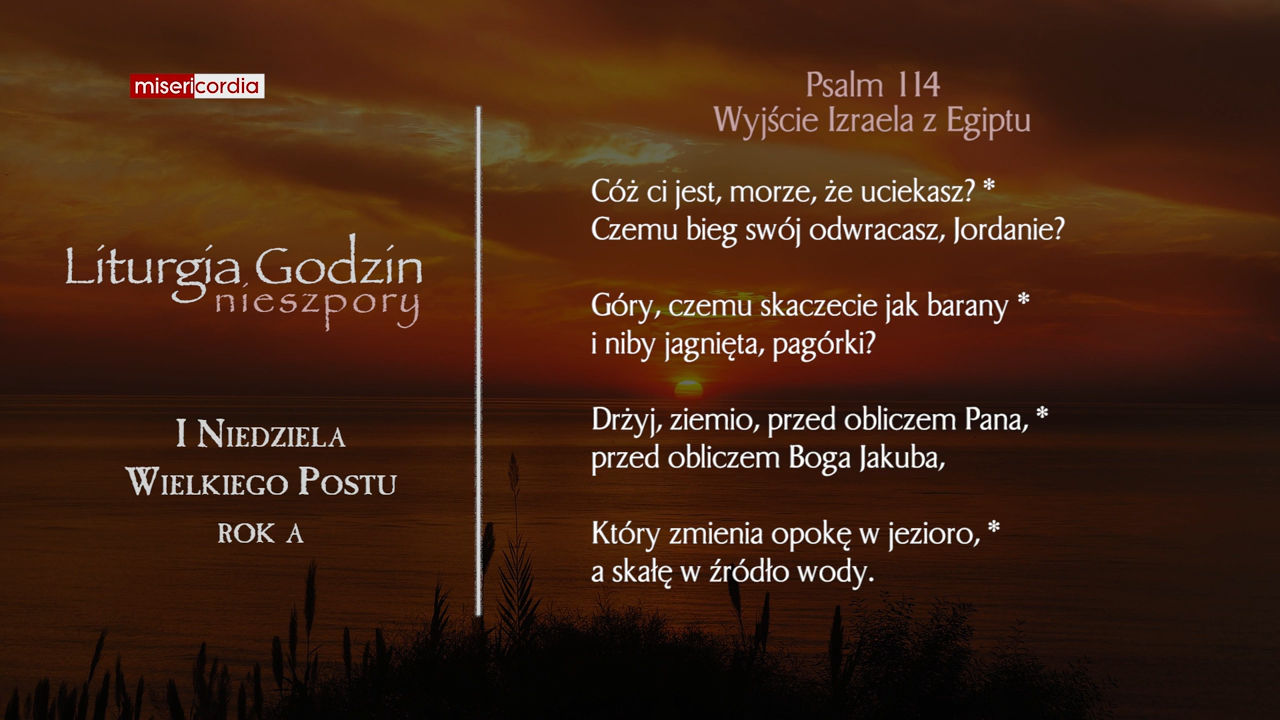 misericordia
Liturgia Godzin
nieszpory
I Niedziela
Wielkiego Postu
rok a
Psalm 114
Wyjście Izraela z Egiptu
Cóż ci jest, morze, że uciekasz? *
Czemu bieg swój odwracasz, Jordanie?
Góry, czemu skaczecie jak barany *
i niby jagnięta, pagórki?
Drżyj, ziemio, przed obliczem Pana, *
przed obliczem Boga Jakuba,
Który zmienia opokę w jezioro, *
a skałę w źródło wody.